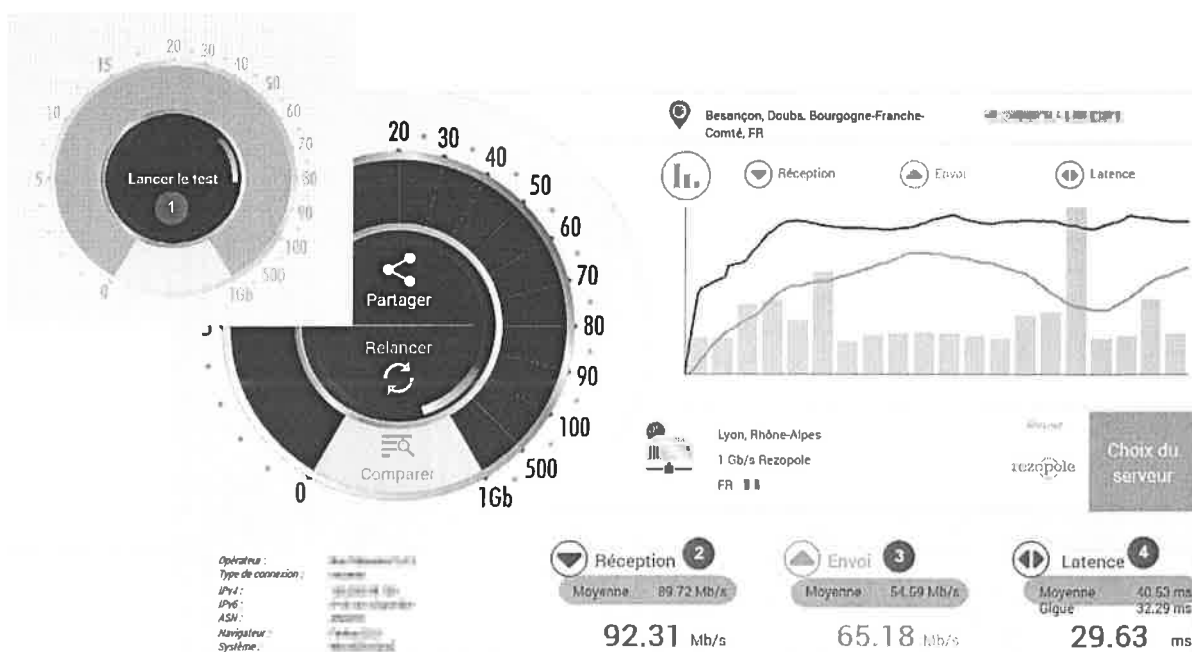 20
30
15
40
50
10
60
70
Lancer le test
5
80
1
90
100
0
500
1Gb
20
30
40
50
60
70
Partager
5
80
Relancer
90
100
Comparer
500
0
1Gb
Besançon, Doubs, Bourgogne-Franche-
Comté, FR
Réception
Envoi
Latence
Lyon, Rhône-Alpes
1 Gb/s Rezopole
FR
rezopole
Choix du
serveur
Opérateur :
Type de connexion :
IPv4 :
IPv6 :
ASN :
Navigateur :
Système :
Réception 2
Moyenne 89.72 Mb/s
92.31 Mb/s
Envoi 3
Moyenne 54.59 Mb/s
65.18 Mb/s
Latence 4
Moyenne 40.53 ms
Gigue 32.29 ms
29.63 ms